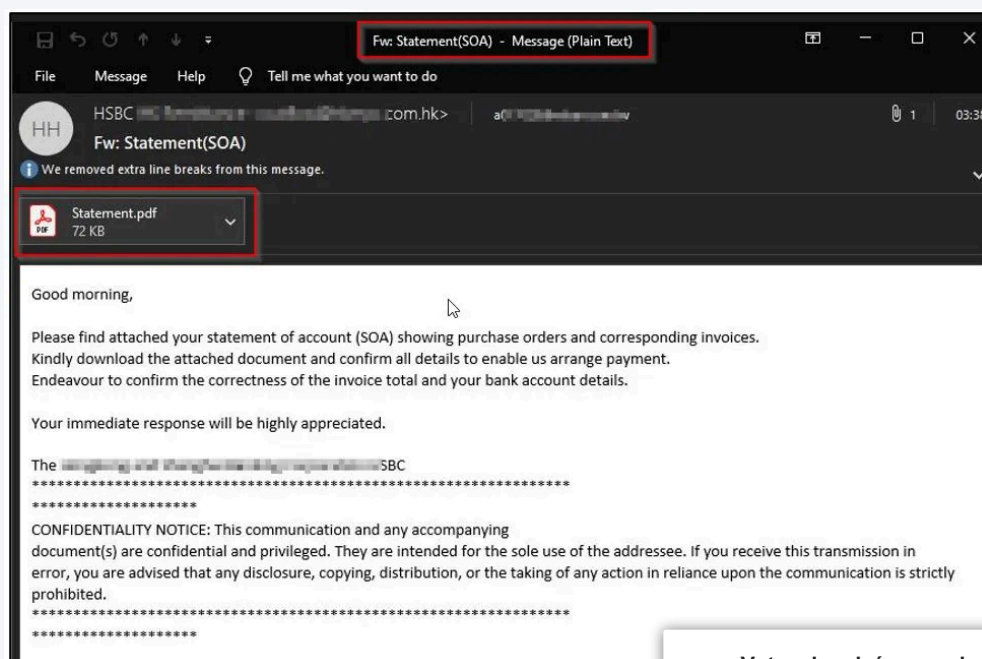 Fw: Statement(SOA) - Message (Plain Text)
File Message Help Tell me what you want to do
HH
HSBC com.hk>
1 03:38
Fw: Statement(SOA)
We removed extra line breaks from this message.
Statement.pdf
PDF
72 KB
Good morning,
Please find attached your statement of account (SOA) showing purchase orders and corresponding invoices.
Kindly download the attached document and confirm all details to enable us arrange payment.
Endeavour to confirm the correctness of the invoice total and your bank account details.
Your immediate response will be highly appreciated.
The SBC
*****************************************************************
********************
CONFIDENTIALITY NOTICE: This communication and any accompanying
document(s) are confidential and privileged. They are intended for the sole use of the addressee. If you receive this transmission in
error, you are advised that any disclosure, copying, distribution, or the taking of any action in reliance upon the communication is strictly
prohibited.
*****************************************************************
********************